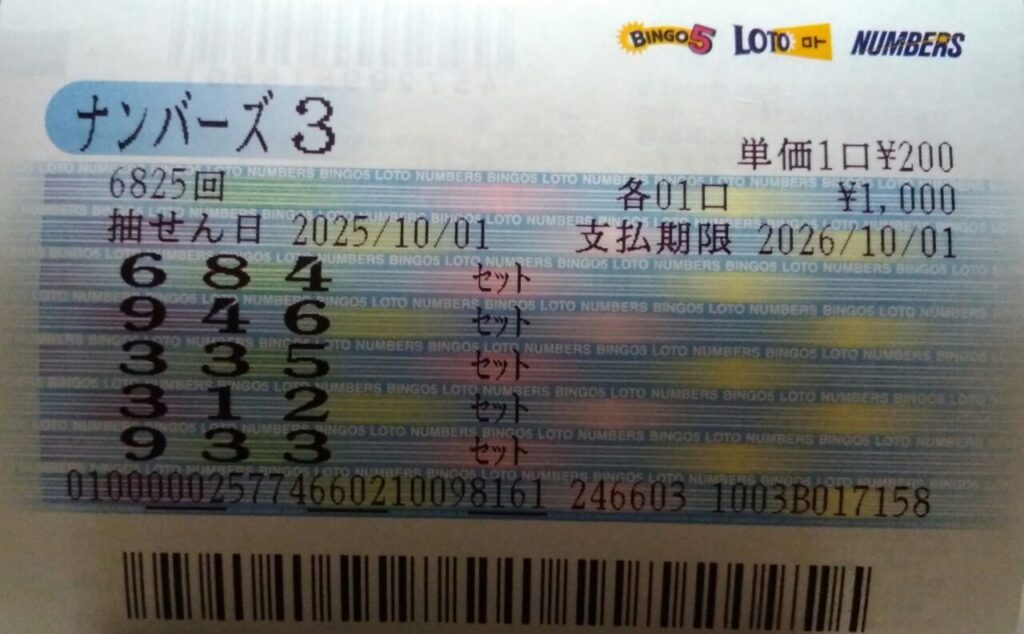 BINGO5 LOTO ロト NUMBERS
ナンバーズ3
単価1口¥200
6825回 各01口 ¥1,000
抽せん日 2025/10/01 支払期限 2026/10/01
6 8 4 セット
9 4 6 セット
3 3 5 セット
3 1 2 セット
9 3 3 セット
010000025774660210098161 246603 1003B017158